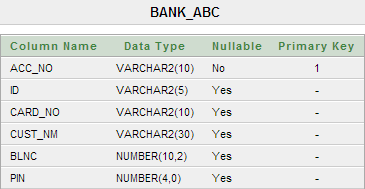 BANK_ABC
Column Name Data Type Nullable Primary Key
ACC_NO VARCHAR2(10) No 1
ID VARCHAR2(5) Yes -
CARD_NO VARCHAR2(10) Yes -
CUST_NM VARCHAR2(30) Yes -
BLNC NUMBER(10,2) Yes -
PIN NUMBER(4,0) Yes -